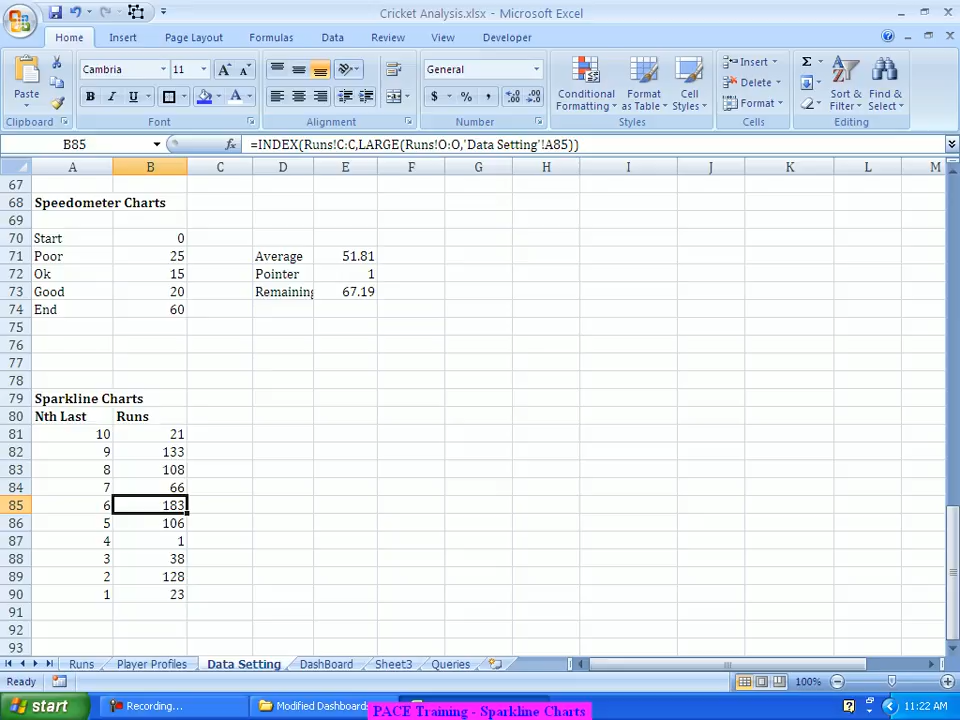 Cricket Analysis.xlsx - Microsoft Excel
Home Insert Page Layout Formulas Data Review View Developer
Cambria 11 General Insert
Paste B I U $ % , Conditional Formatting Format as Table Cell Styles Delete Format Sort & Filter Find & Select
Clipboard Font Alignment Number Styles Cells Editing
B85 fx =INDEX(Runs!C:C,LARGE(Runs!O:O,'Data Setting'!A85))
A B C D E F G H I J K L M
67
68 Speedometer Charts
69
70 Start 0
71 Poor 25 Average 51.81
72 Ok 15 Pointer 1
73 Good 20 Remaining 67.19
74 End 60
75
76
77
78
79 Sparkline Charts
80 Nth Last Runs
81 10 21
82 9 133
83 8 108
84 7 66
85 6 183
86 5 106
87 4 1
88 3 38
89 2 128
90 1 23
91
92
93
Runs Player Profiles Data Setting DashBoard Sheet3 Queries
Ready 100%
start Recording... Modified Dashboard 11:22 AM
PACE Training - Sparkline Charts